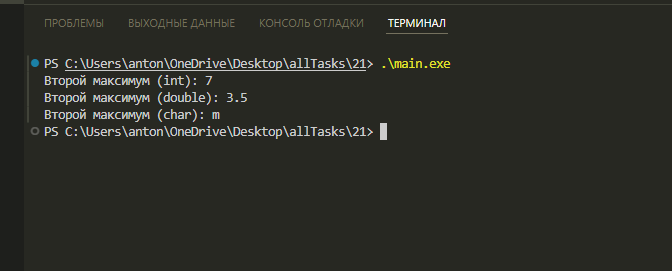 ПРОБЛЕМЫ ВЫХОДНЫЕ ДАННЫЕ КОНСОЛЬ ОТЛАДКИ ТЕРМИНАЛ
PS C:\Users\anton\OneDrive\Desktop\allTasks\21> .\main.exe
Второй максимум (int): 7
Второй максимум (double): 3.5
Второй максимум (char): m
PS C:\Users\anton\OneDrive\Desktop\allTasks\21>